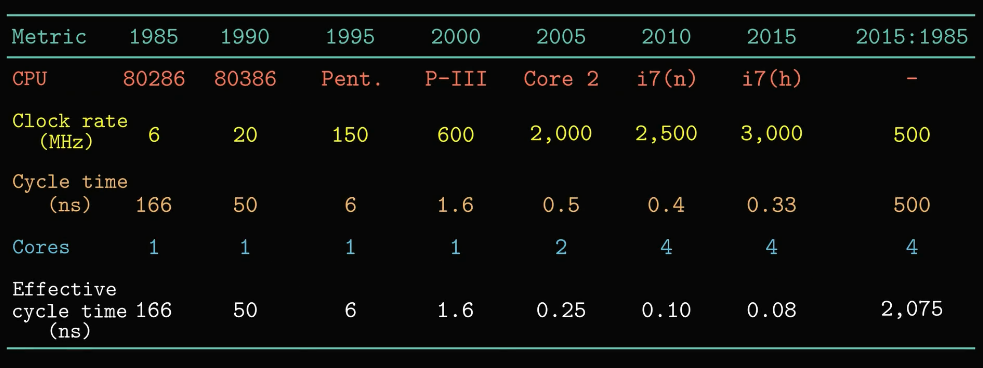 Metric 1985 1990 1995 2000 2005 2010 2015 2015:1985
CPU 80286 80386 Pent. P-III Core 2 i7(n) i7(h) -
Clock rate
(MHz) 6 20 150 600 2,000 2,500 3,000 500
Cycle time
(ns) 166 50 6 1.6 0.5 0.4 0.33 500
Cores 1 1 1 1 2 4 4 4
Effective
cycle time 166 50 6 1.6 0.25 0.10 0.08 2,075
(ns)